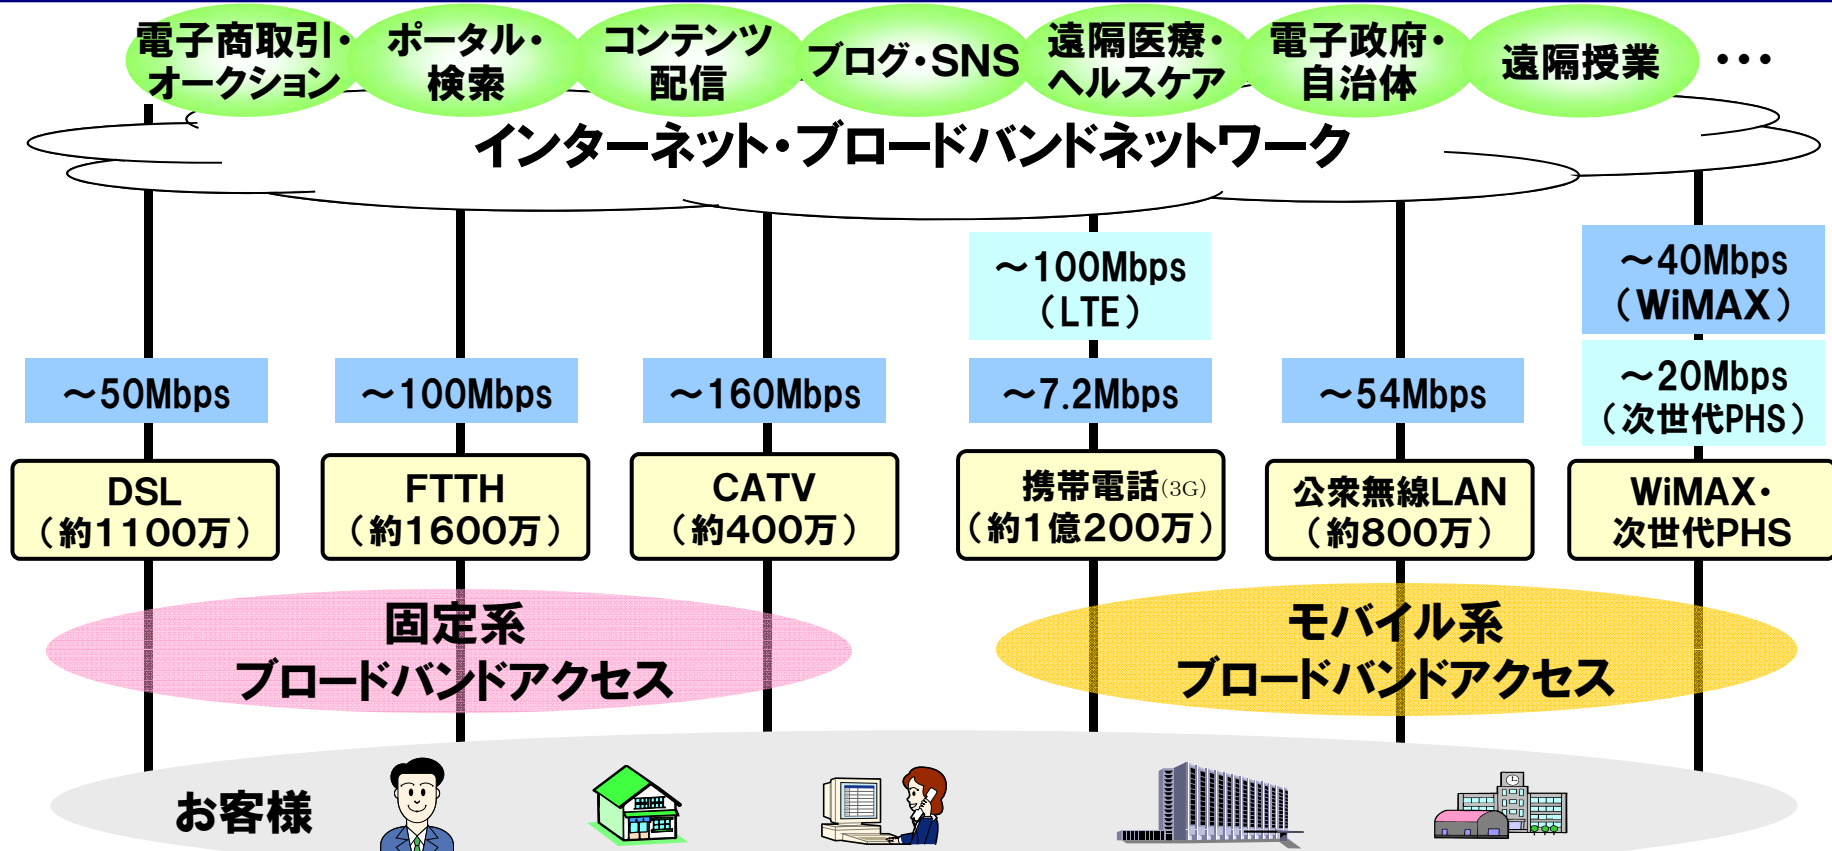 電子商取引・
オークション
ポータル・
検索
コンテンツ
配信
ブログ・SNS
遠隔医療・
ヘルスケア
電子政府・
自治体
遠隔授業
･･･
インターネット・ブロードバンドネットワーク
～100Mbps
（LTE）
～40Mbps
（WiMAX）
～50Mbps
～100Mbps
～160Mbps
～7.2Mbps
～54Mbps
～20Mbps
（次世代PHS）
DSL
（約1100万）
FTTH
（約1600万）
CATV
（約400万）
携帯電話(3G)
（約1億200万）
公衆無線LAN
（約800万）
WiMAX・
次世代PHS
固定系
ブロードバンドアクセス
モバイル系
ブロードバンドアクセス
お客様